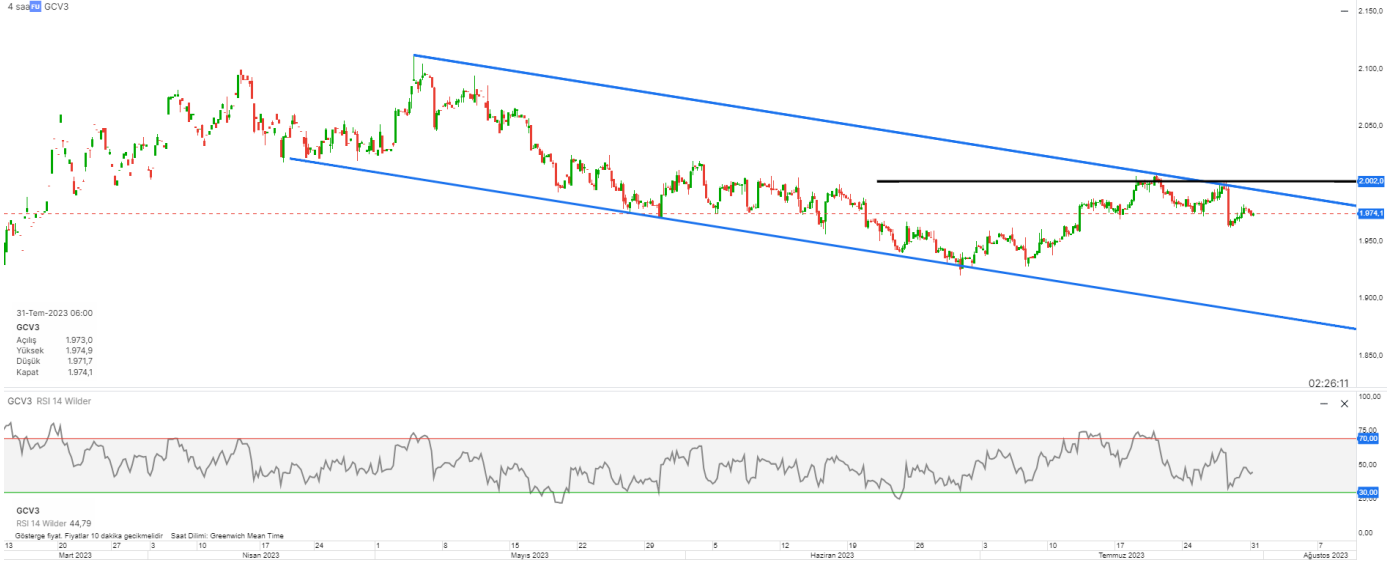 4 saa FU GCV3
2.150,0
2.100,0
2.050,0
2.002,0
1.974,1
1.950,0
1.900,0
1.850,0
31-Tem-2023 06:00
GCV3
Açılış 1.973,0
Yüksek 1.974,9
Düşük 1.971,7
Kapat 1.974,1
02:26:11
GCV3 RSI 14 Wilder
100,00
75,00
70,00
50,00
30,00
25,00
0,00
GCV3
RSI 14 Wilder 44,79
Gösterge fiyat. Fiyatlar 10 dakika gecikmelidir Saat Dilimi: Greenwich Mean Time
13 20 27 3 10 17 24 1 8 15 22 29 5 12 19 26 3 10 17 24 31 7
Mart 2023 Nisan 2023 Mayıs 2023 Haziran 2023 Temmuz 2023 Ağustos 2023